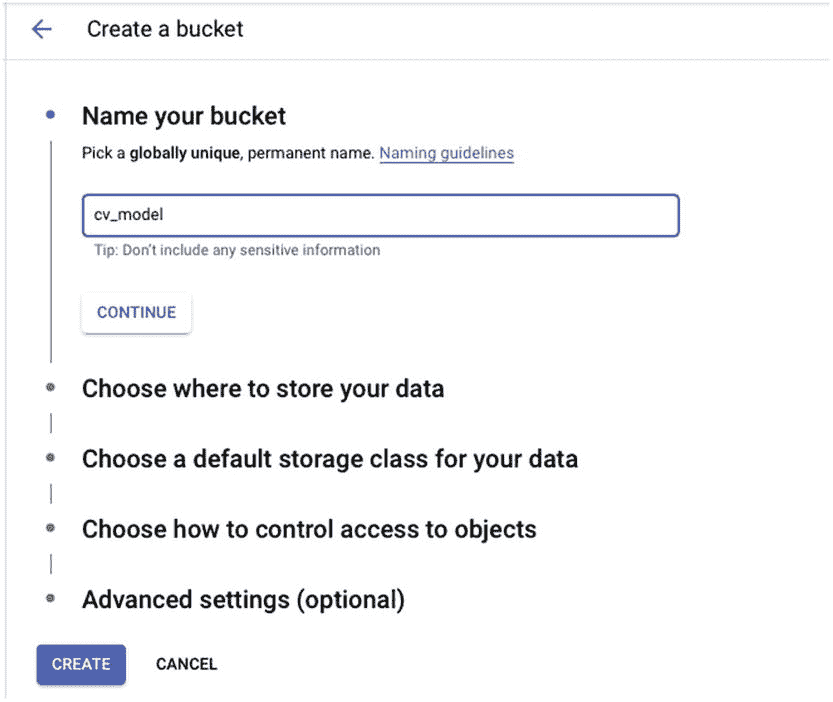 Create a bucket
Name your bucket
Pick a globally unique, permanent name. Naming guidelines
cv_model
Tip: Don't include any sensitive information
CONTINUE
Choose where to store your data
Choose a default storage class for your data
Choose how to control access to objects
Advanced settings (optional)
CREATE CANCEL